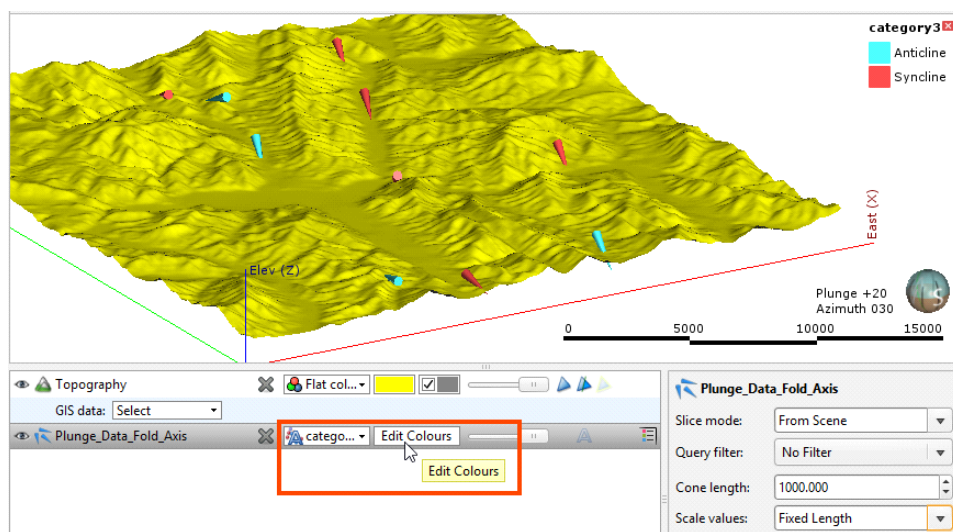 category3
Anticline
Syncline
East (X)
Elev (Z)
Plunge +20
Azimuth 030
0 5000 10000 15000
S
Topography Flat col...
GIS data: Select
Plunge_Data_Fold_Axis catego... Edit Colours
Edit Colours
Plunge_Data_Fold_Axis
Slice mode: From Scene
Query filter: No Filter
Cone length: 1000.000
Scale values: Fixed Length